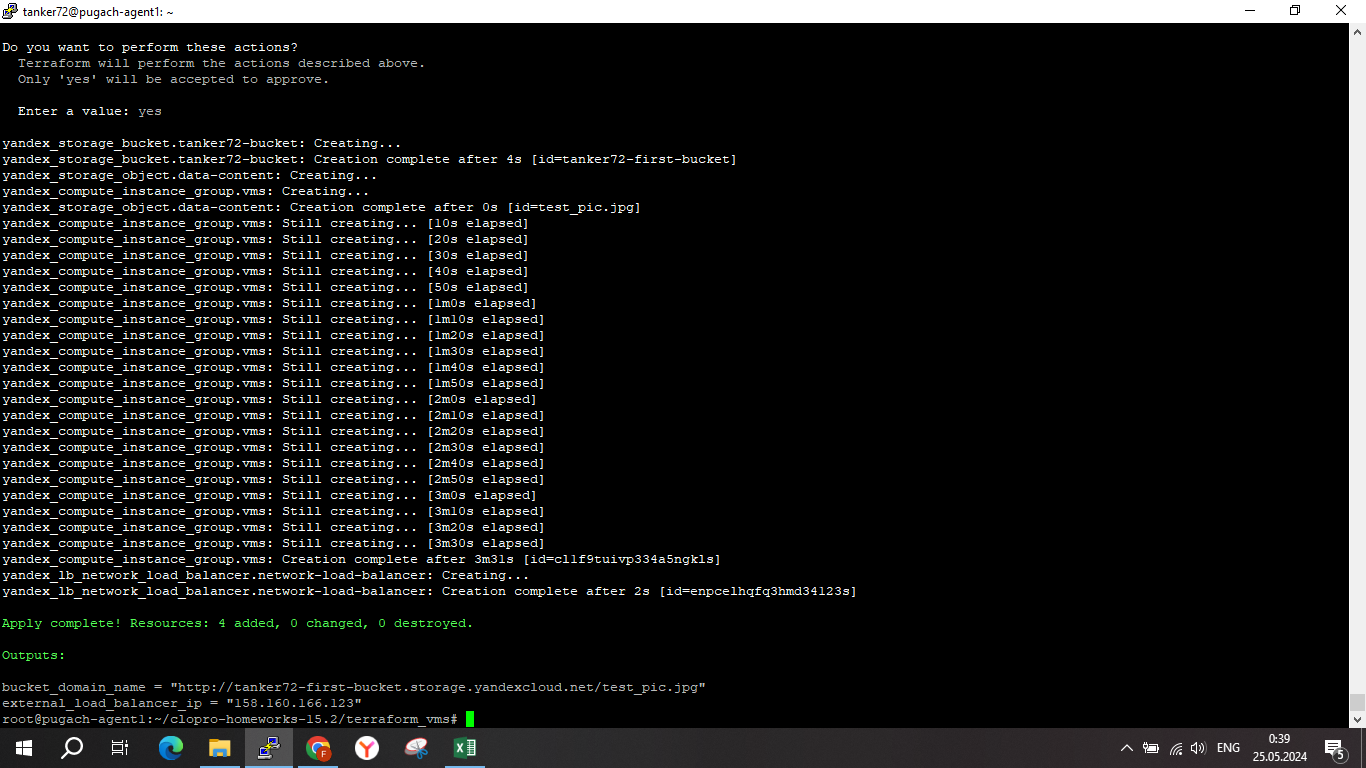 tanker72@pugach-agent1: ~
Do you want to perform these actions?
Terraform will perform the actions described above.
Only 'yes' will be accepted to approve.
Enter a value: yes
yandex_storage_bucket.tanker72-bucket: Creating...
yandex_storage_bucket.tanker72-bucket: Creation complete after 4s [id=tanker72-first-bucket]
yandex_storage_object.data-content: Creating...
yandex_compute_instance_group.vms: Creating...
yandex_storage_object.data-content: Creation complete after 0s [id=test_pic.jpg]
yandex_compute_instance_group.vms: Still creating... [10s elapsed]
yandex_compute_instance_group.vms: Still creating... [20s elapsed]
yandex_compute_instance_group.vms: Still creating... [30s elapsed]
yandex_compute_instance_group.vms: Still creating... [40s elapsed]
yandex_compute_instance_group.vms: Still creating... [50s elapsed]
yandex_compute_instance_group.vms: Still creating... [1m0s elapsed]
yandex_compute_instance_group.vms: Still creating... [1m10s elapsed]
yandex_compute_instance_group.vms: Still creating... [1m20s elapsed]
yandex_compute_instance_group.vms: Still creating... [1m30s elapsed]
yandex_compute_instance_group.vms: Still creating... [1m40s elapsed]
yandex_compute_instance_group.vms: Still creating... [1m50s elapsed]
yandex_compute_instance_group.vms: Still creating... [2m0s elapsed]
yandex_compute_instance_group.vms: Still creating... [2m10s elapsed]
yandex_compute_instance_group.vms: Still creating... [2m20s elapsed]
yandex_compute_instance_group.vms: Still creating... [2m30s elapsed]
yandex_compute_instance_group.vms: Still creating... [2m40s elapsed]
yandex_compute_instance_group.vms: Still creating... [2m50s elapsed]
yandex_compute_instance_group.vms: Still creating... [3m0s elapsed]
yandex_compute_instance_group.vms: Still creating... [3m10s elapsed]
yandex_compute_instance_group.vms: Still creating... [3m20s elapsed]
yandex_compute_instance_group.vms: Still creating... [3m30s elapsed]
yandex_compute_instance_group.vms: Creation complete after 3m31s [id=cl1f9tuivp334a5ngkls]
yandex_lb_network_load_balancer.network-load-balancer: Creating...
yandex_lb_network_load_balancer.network-load-balancer: Creation complete after 2s [id=enpcelhqfq3hmd34l23s]
Apply complete! Resources: 4 added, 0 changed, 0 destroyed.
Outputs:
bucket_domain_name = "http://tanker72-first-bucket.storage.yandexcloud.net/test_pic.jpg"
external_load_balancer_ip = "158.160.166.123"
root@pugach-agent1:~/clopro-homeworks-15.2/terraform_vms#
ENG
0:39
25.05.2024
5